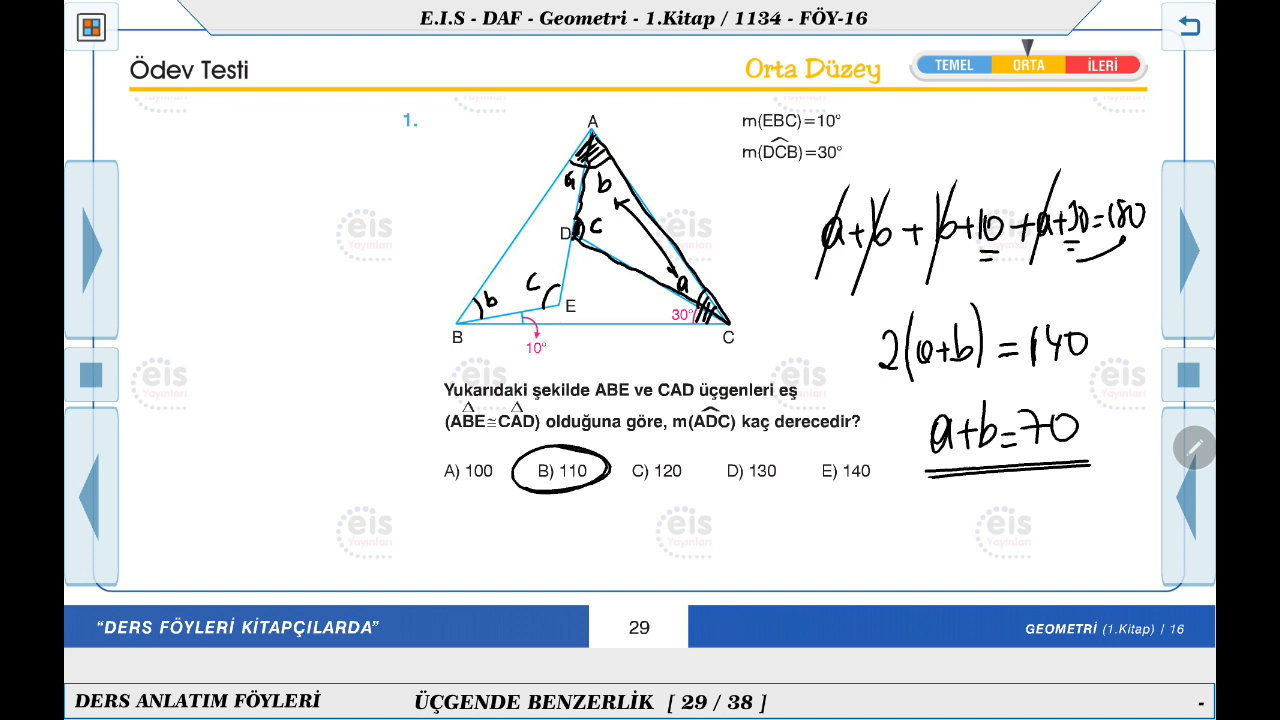 E.I.S - DAF - Geometri - 1.Kitap / 1134 - FÖY-16
Ödev Testi
Orta Düzey
TEMEL ORTA İLERİ
1.
m(EBC)=10°
m(DCB)=30°
A
a b
D c
c
b
E
a
B
C
30°
10°
a+b+b+10+a+30=180
2(a+b)=140
a+b=70
Yukarıdaki şekilde ABE ve CAD üçgenleri eş
(ABE≅CAD) olduğuna göre, m(ADC) kaç derecedir?
A) 100 B) 110 C) 120 D) 130 E) 140
eis
Yayınları
"DERS FÖYLERİ KİTAPÇILARDA"
29
GEOMETRİ (1.Kitap) / 16
DERS ANLATIM FÖYLERİ
ÜÇGENDE BENZERLİK [ 29 / 38 ]
-